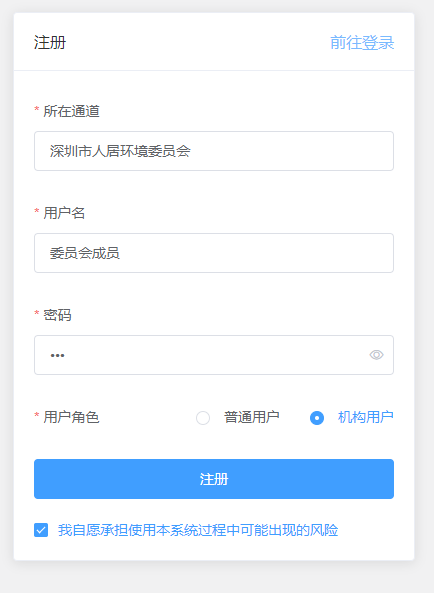 注册 前往登录
* 所在通道
深圳市人居环境委员会
* 用户名
委员会成员
* 密码
•••
* 用户角色 普通用户 机构用户
注册
我自愿承担使用本系统过程中可能出现的风险